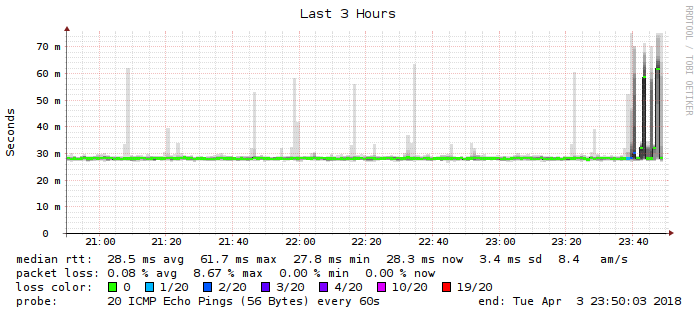 Last 3 Hours
RRDTOOL / TOBI OETIKER
Seconds
70 m
60 m
50 m
40 m
30 m
20 m
10 m
0
21:00 21:20 21:40 22:00 22:20 22:40 23:00 23:20 23:40
median rtt: 28.5 ms avg 61.7 ms max 27.8 ms min 28.3 ms now 3.4 ms sd 8.4 am/s
packet loss: 0.08 % avg 8.67 % max 0.00 % min 0.00 % now
loss color: 0 1/20 2/20 3/20 4/20 10/20 19/20
probe: 20 ICMP Echo Pings (56 Bytes) every 60s end: Tue Apr 3 23:50:03 2018